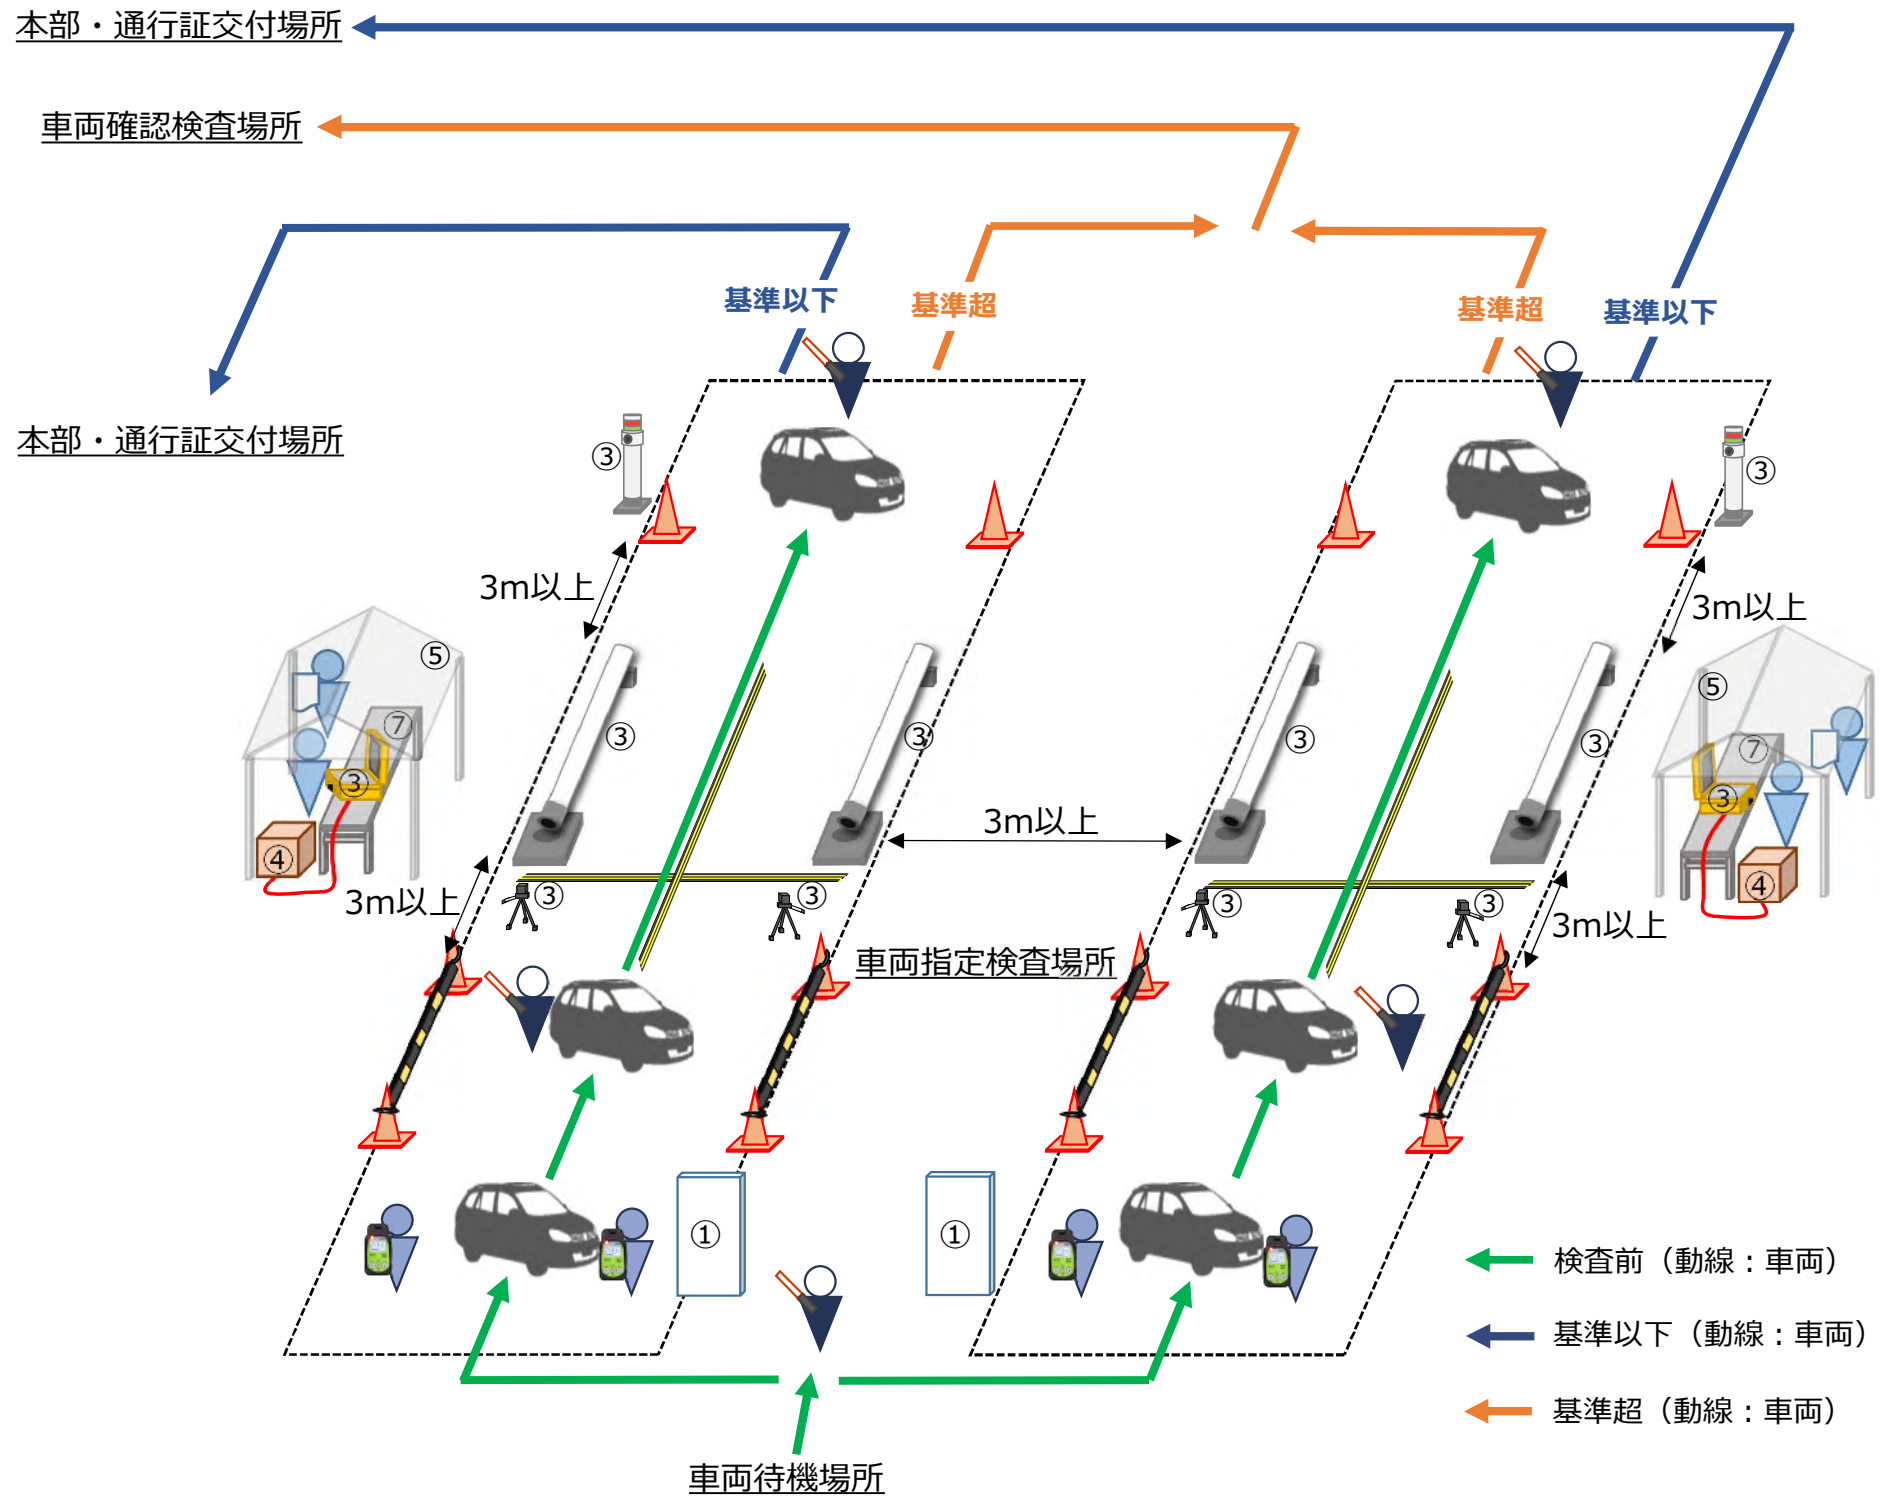 本部・通行証交付場所
車両確認検査場所
基準以下
基準超
基準超
基準以下
本部・通行証交付場所
③
③
3m以上
3m以上
⑤
⑤
⑦
③
③
③
③
⑦
③
③
3m以上
④
④
3m以上
③
③
③
③
3m以上
車両指定検査場所
①
①
検査前（動線：車両）
基準以下（動線：車両）
基準超（動線：車両）
車両待機場所